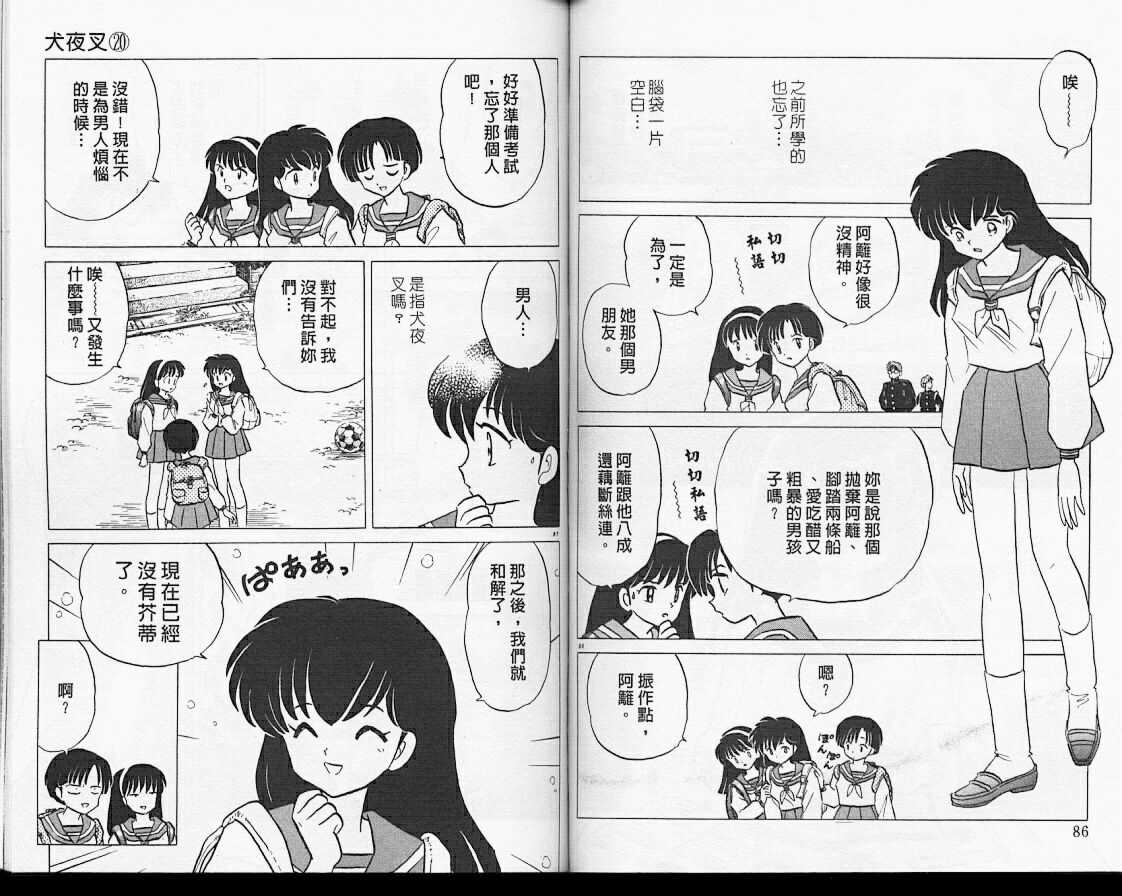 唉～～
之前所學的
也忘了…
腦袋一片
空白…
阿籬好像很
沒精神。
切切
私語
一定是
為了，
她那個男
朋友。
妳是說那個
拋棄阿籬、
腳踏兩條船
、愛吃醋又
粗暴的男孩
子嗎？
切切私語
阿籬跟他八成
還藕斷絲連。
嗯？
ぽん
ぽん
振作點，
阿籬。
86
犬夜叉⑳
好好準備考試
，忘了那個人
吧！
沒錯！現在不
是為男人煩惱
的時候…
男人…
是指犬夜
叉嗎？
對不起，我
沒有告訴妳
們…
唉～～又發生
什麼事嗎？
那之後，我們就
和解了，
ぱあぁっ
現在已經
沒有芥蒂
了。
啊？